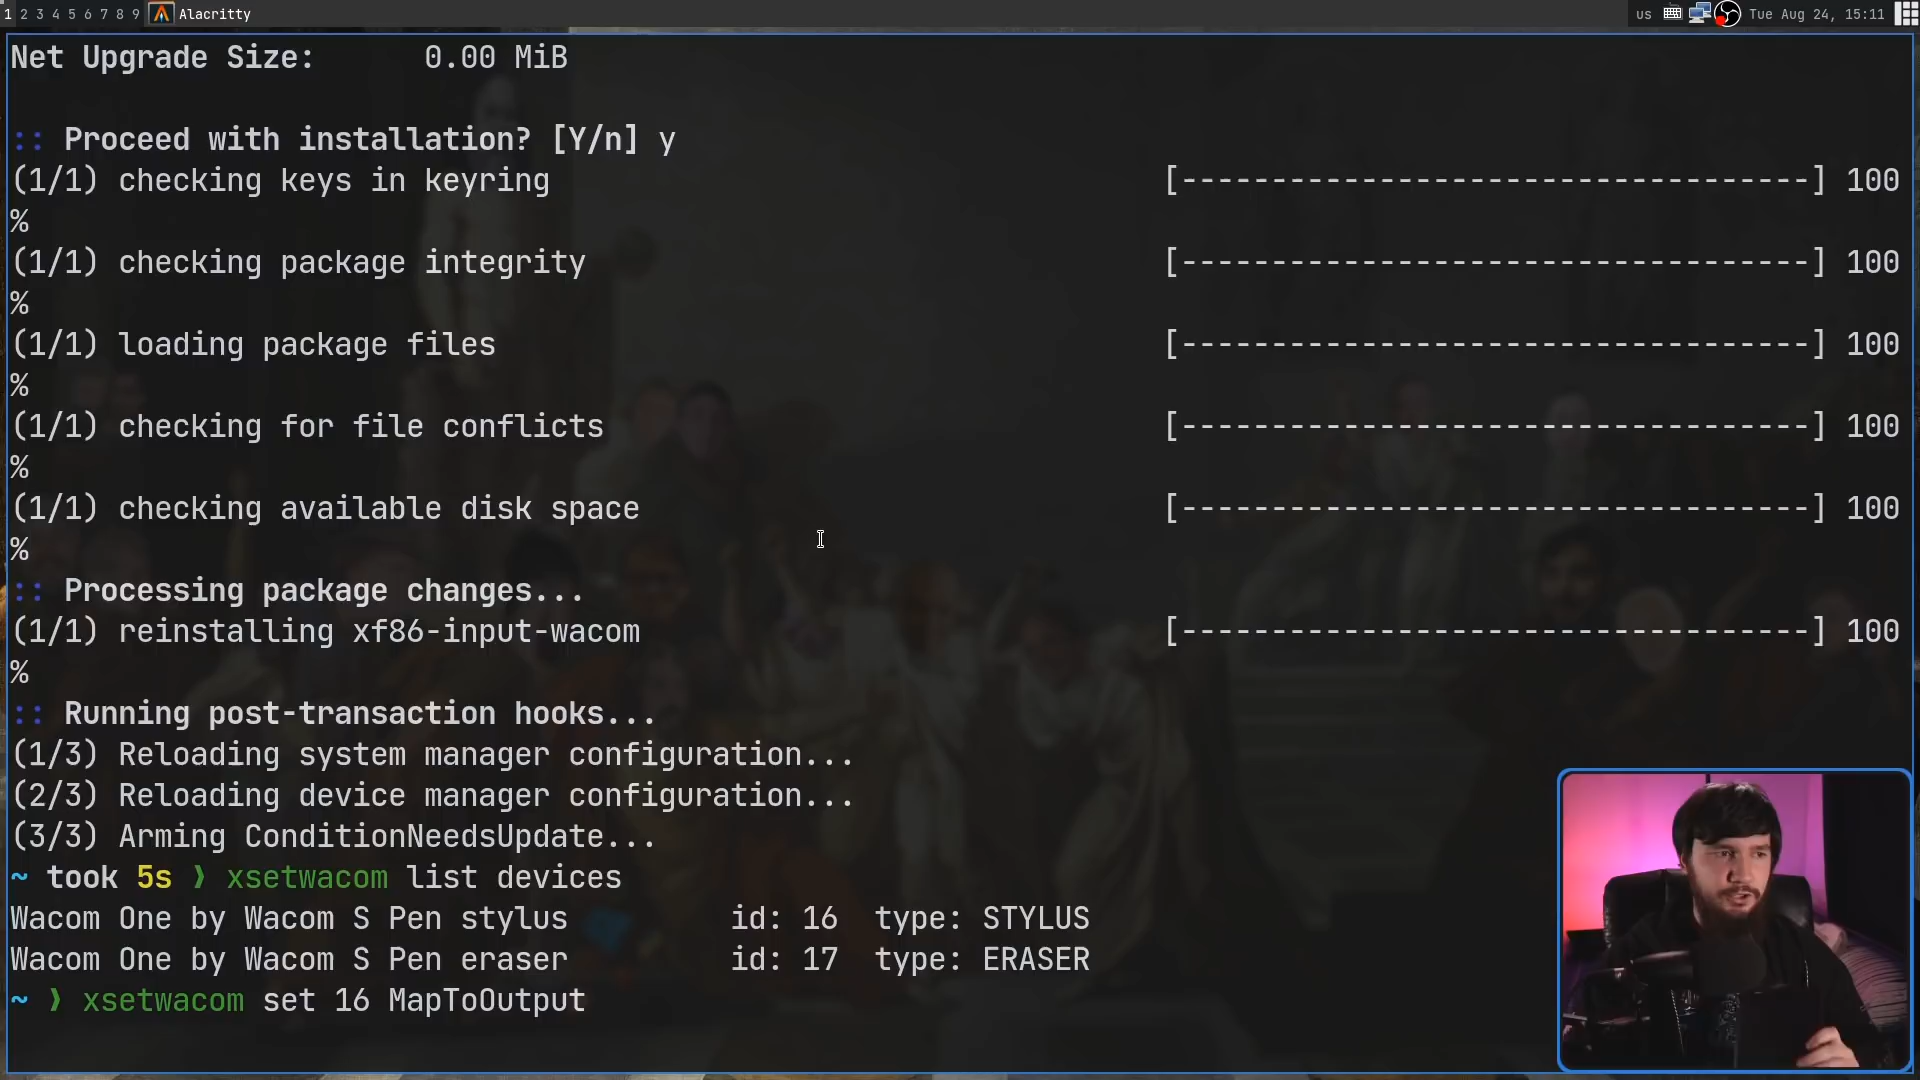 1 2 3 4 5 6 7 8 9 Alacritty us Tue Aug 24, 15:11
Net Upgrade Size: 0.00 MiB
:: Proceed with installation? [Y/n] y
(1/1) checking keys in keyring [-----------------------------------] 100
%
(1/1) checking package integrity [-----------------------------------] 100
%
(1/1) loading package files [-----------------------------------] 100
%
(1/1) checking for file conflicts [-----------------------------------] 100
%
(1/1) checking available disk space [-----------------------------------] 100
%
:: Processing package changes...
(1/1) reinstalling xf86-input-wacom [-----------------------------------] 100
%
:: Running post-transaction hooks...
(1/3) Reloading system manager configuration...
(2/3) Reloading device manager configuration...
(3/3) Arming ConditionNeedsUpdate...
~ took 5s ❱ xsetwacom list devices
Wacom One by Wacom S Pen stylus id: 16 type: STYLUS
Wacom One by Wacom S Pen eraser id: 17 type: ERASER
~ ❱ xsetwacom set 16 MapToOutput